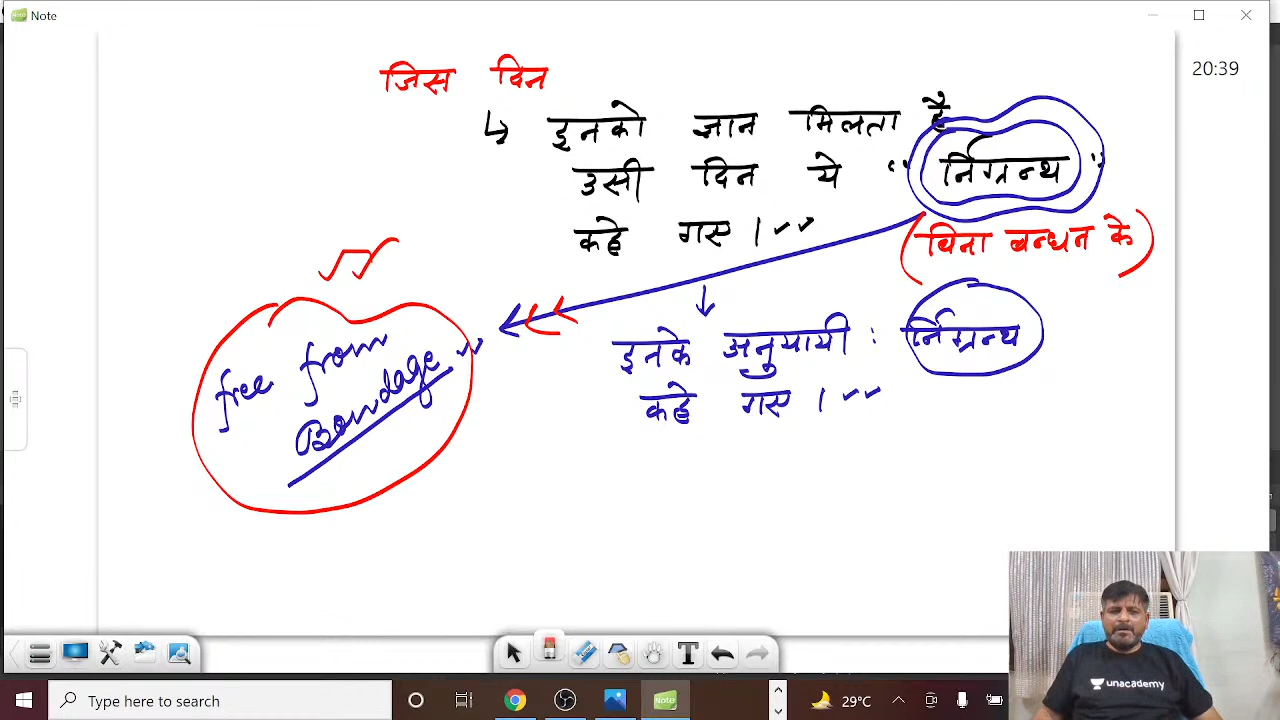 Note
20:39
जिस दिन
↳ इनको ज्ञान मिलता है
उसी दिन ये "र्निग्रन्थ"
कहे गए।
(बिना बन्धन के)
free from
Bondage
इनके अनुयायी : र्निग्रन्थ
कहे गए।
unacademy
Type here to search
29°C
Note